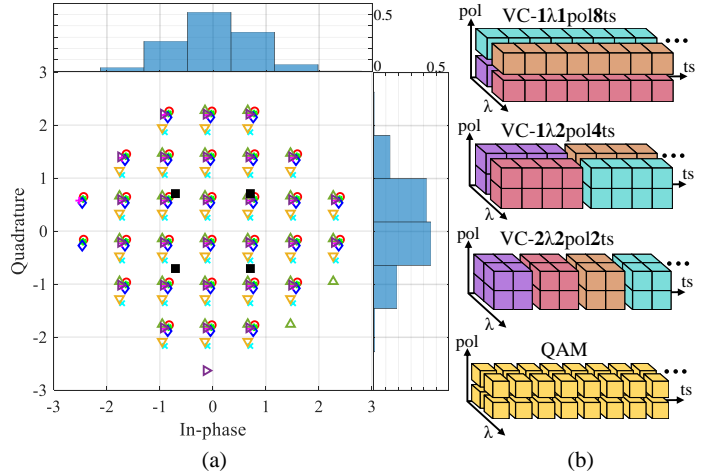 0.5
0
3
2
1
0
-1
-2
-3
Quadrature
-3
-2
-1
0
1
2
3
In-phase
0
0.5
(a)
pol
VC-1λ1pol8ts
ts
λ
pol
VC-1λ2pol4ts
ts
λ
pol
VC-2λ2pol2ts
ts
λ
pol
QAM
ts
λ
(b)